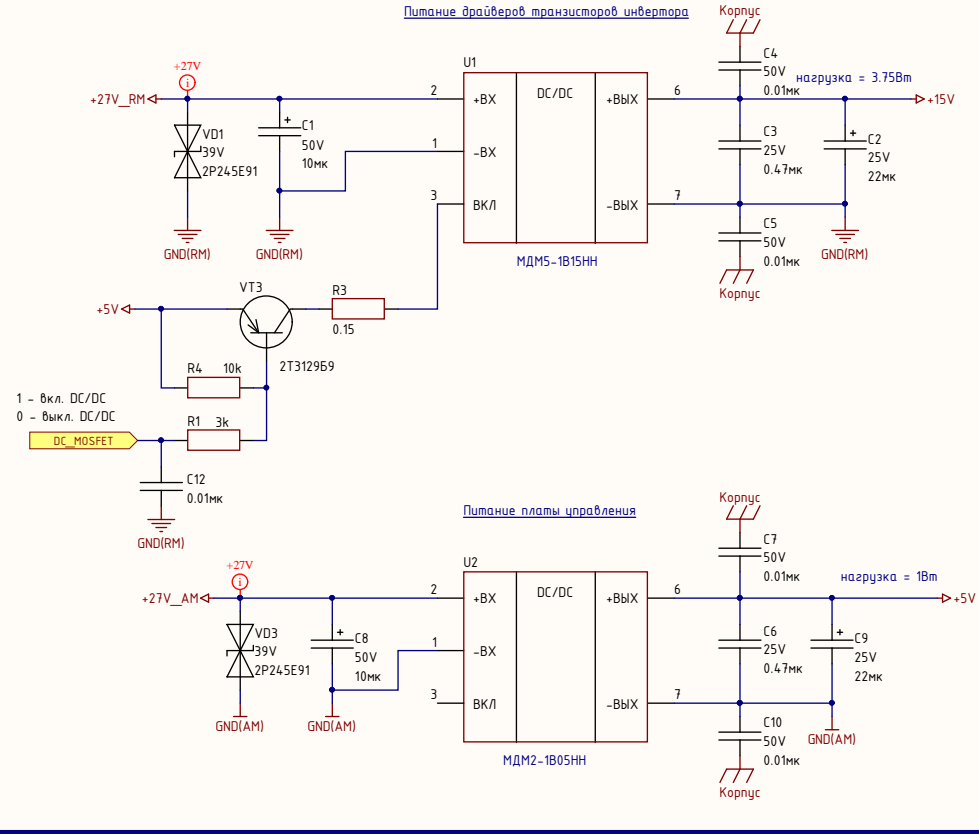 Питание драйверов транзисторов инвертора
Корпус
+27V
i
+27V_RM
VD1
39V
2P245E91
C1
50V
10мк
+
GND(RM)
GND(RM)
U1
2
+ВХ
1
-ВХ
3
ВКЛ
DC/DC
+ВЫХ
6
-ВЫХ
7
МДМ5-1В15НН
C4
50V
0.01мк
нагрузка = 3.75Вт
+15V
C3
25V
0.47мк
+
C2
25V
22мк
C5
50V
0.01мк
GND(RM)
Корпус
+5V
VT3
2Т3129Б9
R3
0.15
R4 10k
1 - вкл. DC/DC
0 - выкл. DC/DC
DC_MOSFET
R1 3k
C12
0.01мк
GND(RM)
Питание платы управления
Корпус
+27V
i
+27V_AM
VD3
39V
2P245E91
+
C8
50V
10мк
GND(AM)
GND(AM)
U2
2
+ВХ
1
-ВХ
3
ВКЛ
DC/DC
+ВЫХ
6
-ВЫХ
7
МДМ2-1В05НН
C7
50V
0.01мк
нагрузка = 1Вт
+5V
C6
25V
0.47мк
+
C9
25V
22мк
C10
50V
0.01мк
GND(AM)
Корпус